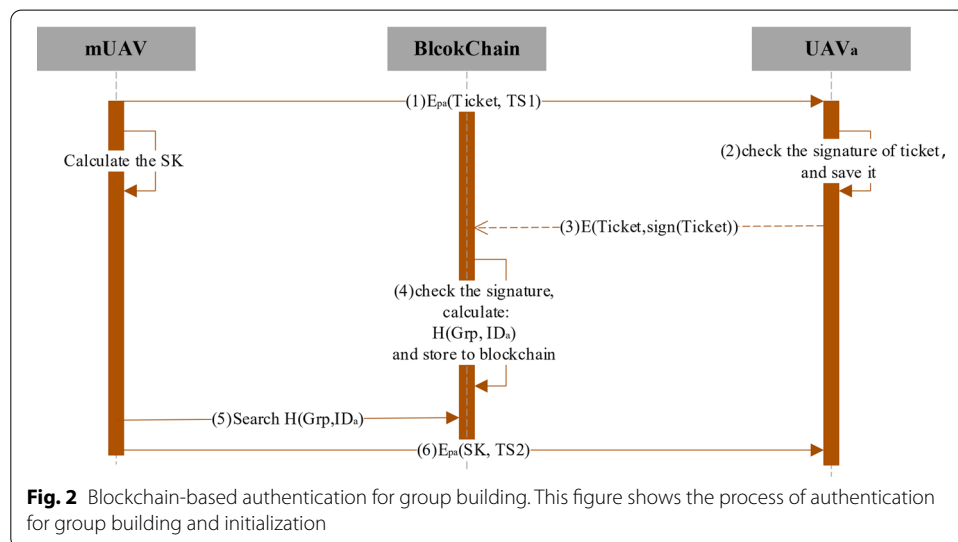 mUAV
BlcokChain
UAVa
(1)Epa(Ticket, TS1)
Calculate the SK
(2)check the signature of ticket,
and save it
(3)E(Ticket,sign(Ticket))
(4)check the signature,
calculate:
H(Grp, IDa)
and store to blockchain
(5)Search H(Grp,IDa)
(6)Epa(SK, TS2)
Fig. 2 Blockchain-based authentication for group building. This figure shows the process of authentication
for group building and initialization